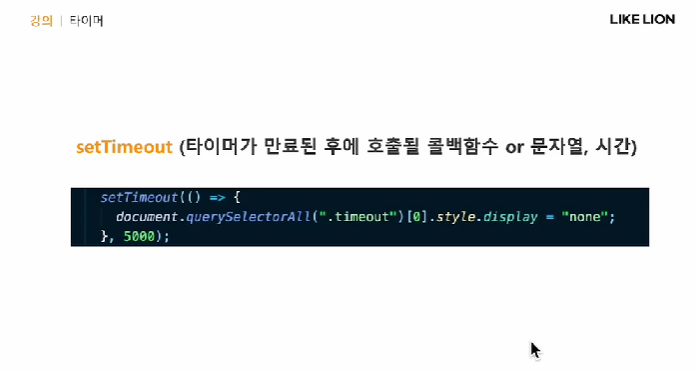 강의 | 타이머
LIKE LION
setTimeout (타이머가 만료된 후에 호출될 콜백함수 or 문자열, 시간)
setTimeout(() => {
document.querySelectorAll(".timeout")[0].style.display = "none";
}, 5000);